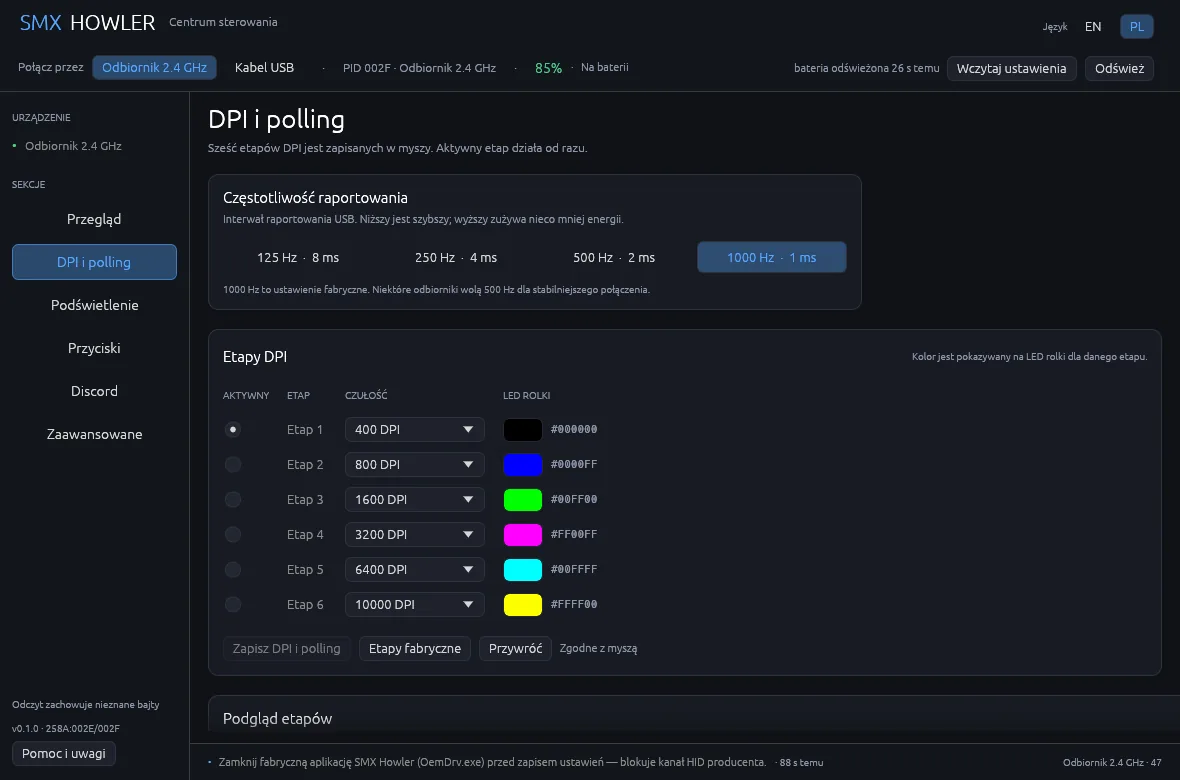 SMX HOWLER Centrum sterowania Język EN PL
Połącz przez Odbiornik 2.4 GHz Kabel USB · PID 002F · Odbiornik 2.4 GHz · 85% · Na baterii bateria odświeżona 26 s temu Wczytaj ustawienia Odśwież
URZĄDZENIE
Odbiornik 2.4 GHz
SEKCJE
Przegląd
DPI i polling
Podświetlenie
Przyciski
Discord
Zaawansowane
Odczyt zachowuje nieznane bajty
v0.1.0 · 258A:002E/002F
Pomoc i uwagi
DPI i polling
Sześć etapów DPI jest zapisanych w myszy. Aktywny etap działa od razu.
Częstotliwość raportowania
Interwał raportowania USB. Niższy jest szybszy; wyższy zużywa nieco mniej energii.
125 Hz · 8 ms 250 Hz · 4 ms 500 Hz · 2 ms 1000 Hz · 1 ms
1000 Hz to ustawienie fabryczne. Niektóre odbiorniki wolą 500 Hz dla stabilniejszego połączenia.
Etapy DPI Kolor jest pokazywany na LED rolki dla danego etapu.
AKTYWNY ETAP CZUŁOŚĆ LED ROLKI
Etap 1 400 DPI #000000
Etap 2 800 DPI #0000FF
Etap 3 1600 DPI #00FF00
Etap 4 3200 DPI #FF00FF
Etap 5 6400 DPI #00FFFF
Etap 6 10000 DPI #FFFF00
Zapisz DPI i polling Etapy fabryczne Przywróć Zgodne z myszą
Podgląd etapów
· Zamknij fabryczną aplikację SMX Howler (OemDrv.exe) przed zapisem ustawień — blokuje kanał HID producenta. · 88 s temu Odbiornik 2.4 GHz · 47